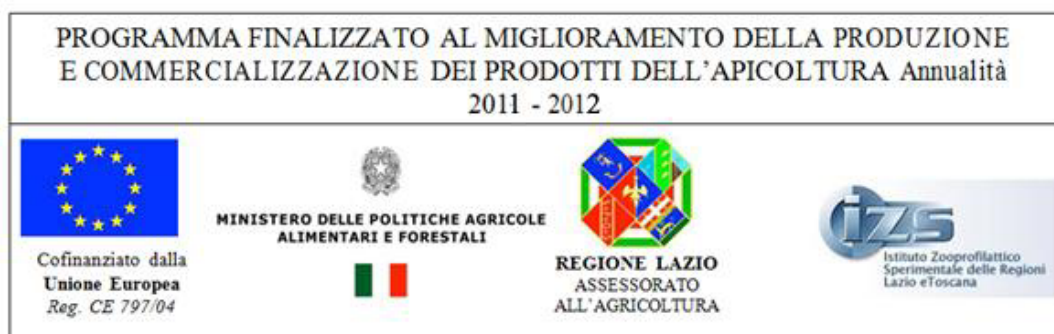 PROGRAMMA FINALIZZATO AL MIGLIORAMENTO DELLA PRODUZIONE
E COMMERCIALIZZAZIONE DEI PRODOTTI DELL'APICOLTURA Annualità
2011 - 2012
Cofinanziato dalla
Unione Europea
Reg. CE 797/04
MINISTERO DELLE POLITICHE AGRICOLE
ALIMENTARI E FORESTALI
REGIONE LAZIO
ASSESSORATO
ALL'AGRICOLTURA
izs
Istituto Zooprofilattico
Sperimentale delle Regioni
Lazio eToscana